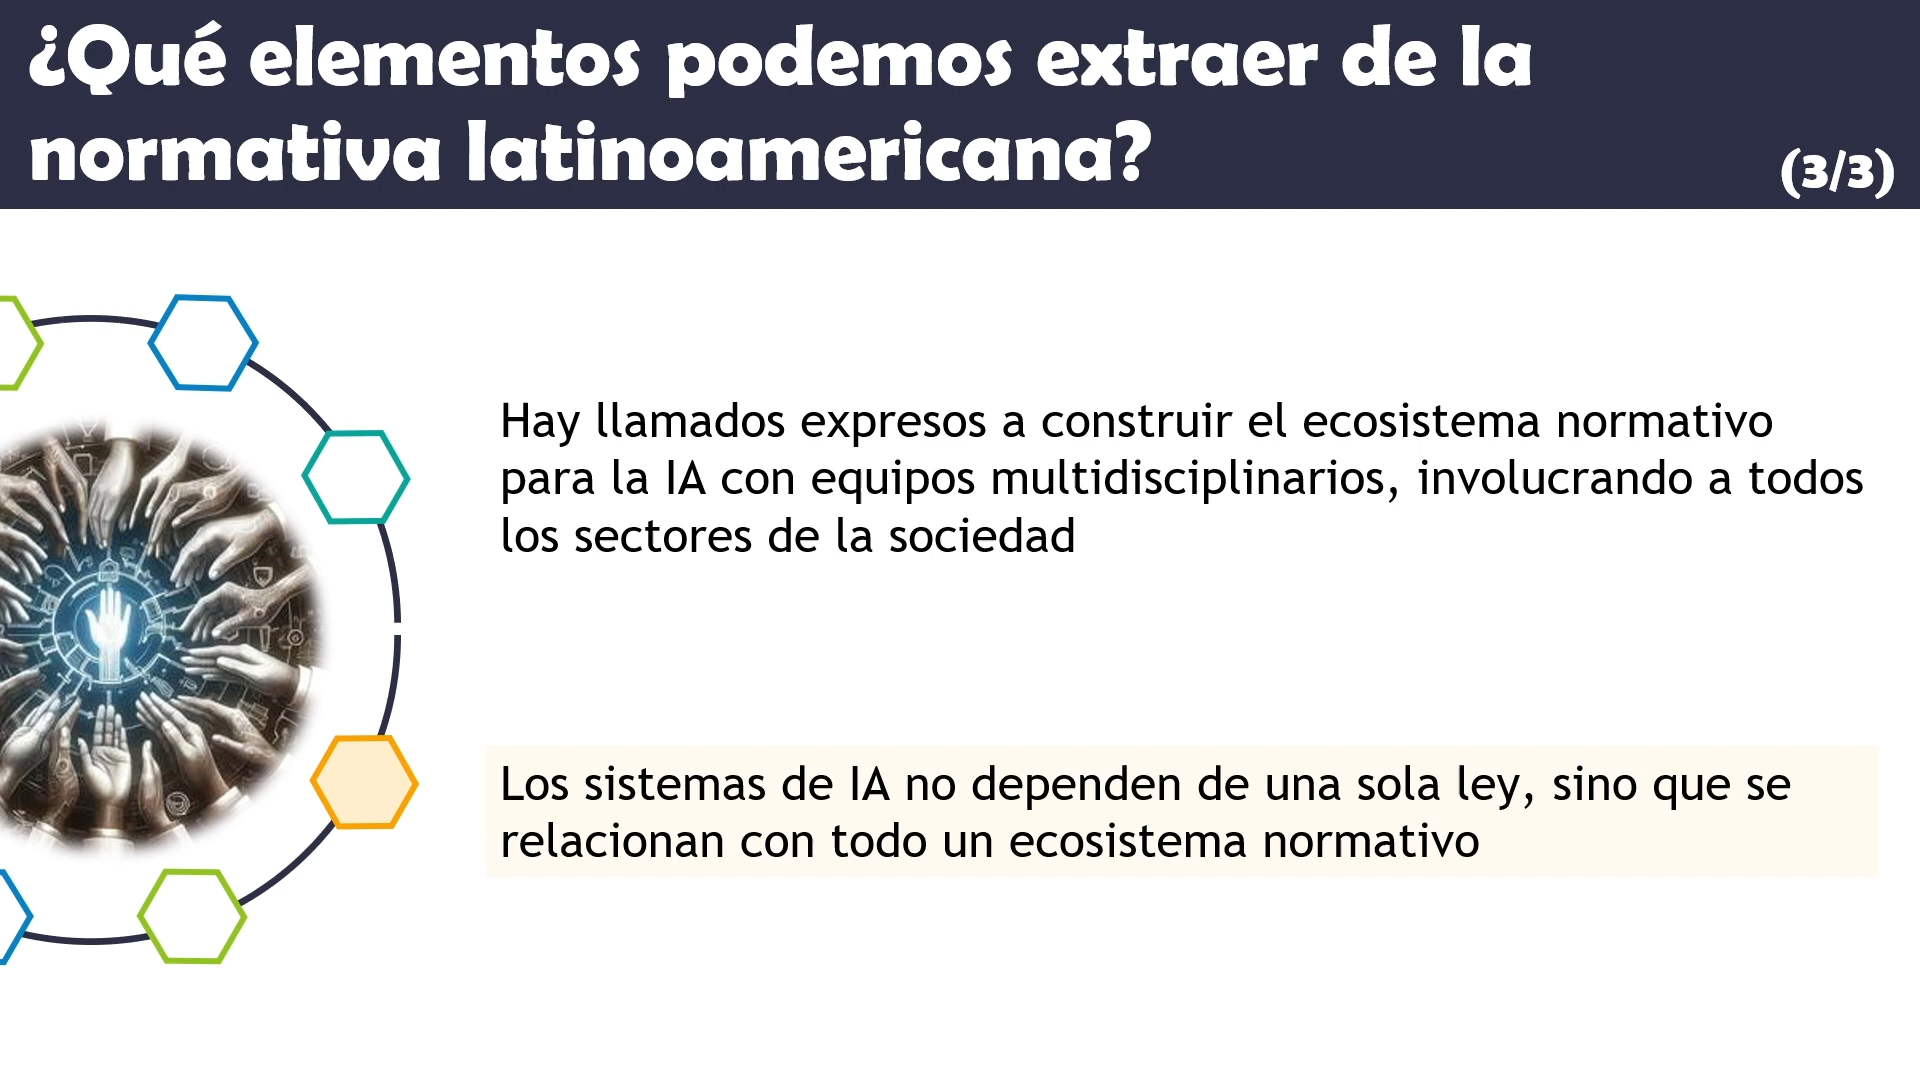 ¿Qué elementos podemos extraer de la
normativa latinoamericana?
(3/3)
Hay llamados expresos a construir el ecosistema normativo
para la IA con equipos multidisciplinarios, involucrando a todos
los sectores de la sociedad
Los sistemas de IA no dependen de una sola ley, sino que se
relacionan con todo un ecosistema normativo